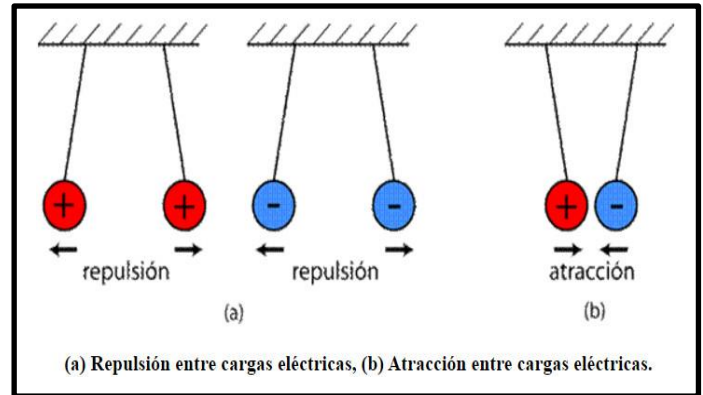 + + - - + -
repulsión repulsión atracción
(a) (b)
(a) Repulsión entre cargas eléctricas, (b) Atracción entre cargas eléctricas.